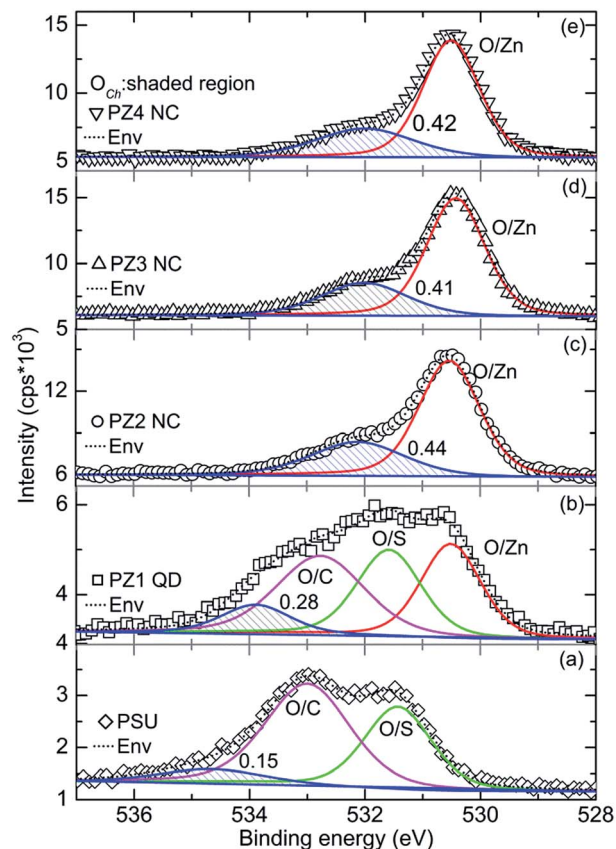 (e)
15
O/Zn
O_Ch:shaded region
PZ4 NC
10
Env
0.42
5
(d)
15
O/Zn
PZ3 NC
10
Env
0.41
5
(c)
12
O/Zn
PZ2 NC
Env
0.44
6
6
(b)
O/S
O/Zn
PZ1 QD
O/C
4
Env
0.28
4
(a)
3
PSU
O/C
O/S
Env
2
0.15
1
536 534 532 530 528
Binding energy (eV)
Intensity (cps*10^3)